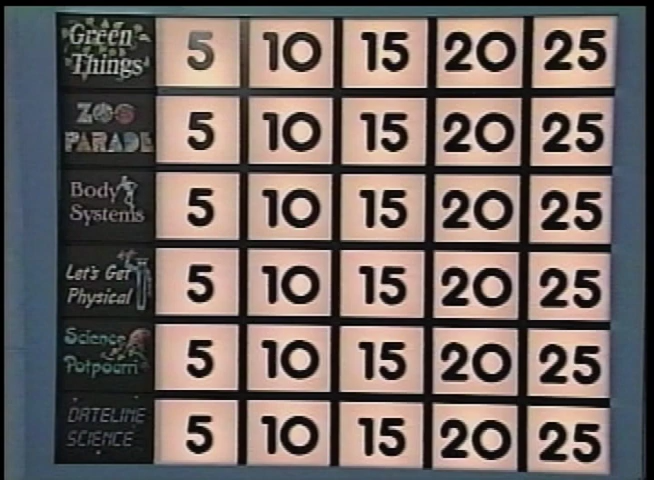 Green
Things 5 10 15 20 25
ZOO
PARADE 5 10 15 20 25
Body
Systems 5 10 15 20 25
Let's Get
Physical 5 10 15 20 25
Science
Potpourri 5 10 15 20 25
DATELINE
SCIENCE 5 10 15 20 25